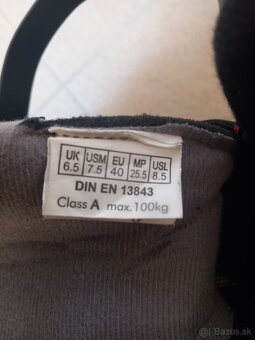 UK USM EU MP USL
6.5 7.5 40 25.5 8.5
DIN EN 13843
Class A max. 100kg
© Bazos.sk